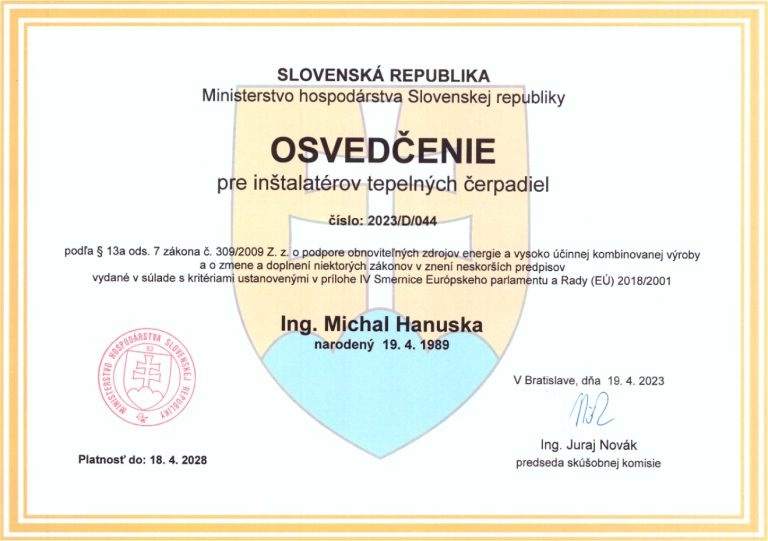 SLOVENSKÁ REPUBLIKA
Ministerstvo hospodárstva Slovenskej republiky
OSVEDČENIE
pre inštalatérov tepelných čerpadiel
číslo: 2023/D/044
podľa § 13a ods. 7 zákona č. 309/2009 Z. z. o podpore obnoviteľných zdrojov energie a vysoko účinnej kombinovanej výroby
a o zmene a doplnení niektorých zákonov v znení neskorších predpisov
vydané v súlade s kritériami ustanovenými v prílohe IV Smernice Európskeho parlamentu a Rady (EÚ) 2018/2001
Ing. Michal Hanuska
narodený 19. 4. 1989
MINISTERSTVO HOSPODÁRSTVA SLOVENSKEJ REPUBLIKY
53
V Bratislave, dňa 19. 4. 2023
Ing. Juraj Novák
predseda skúšobnej komisie
Platnosť do: 18. 4. 2028